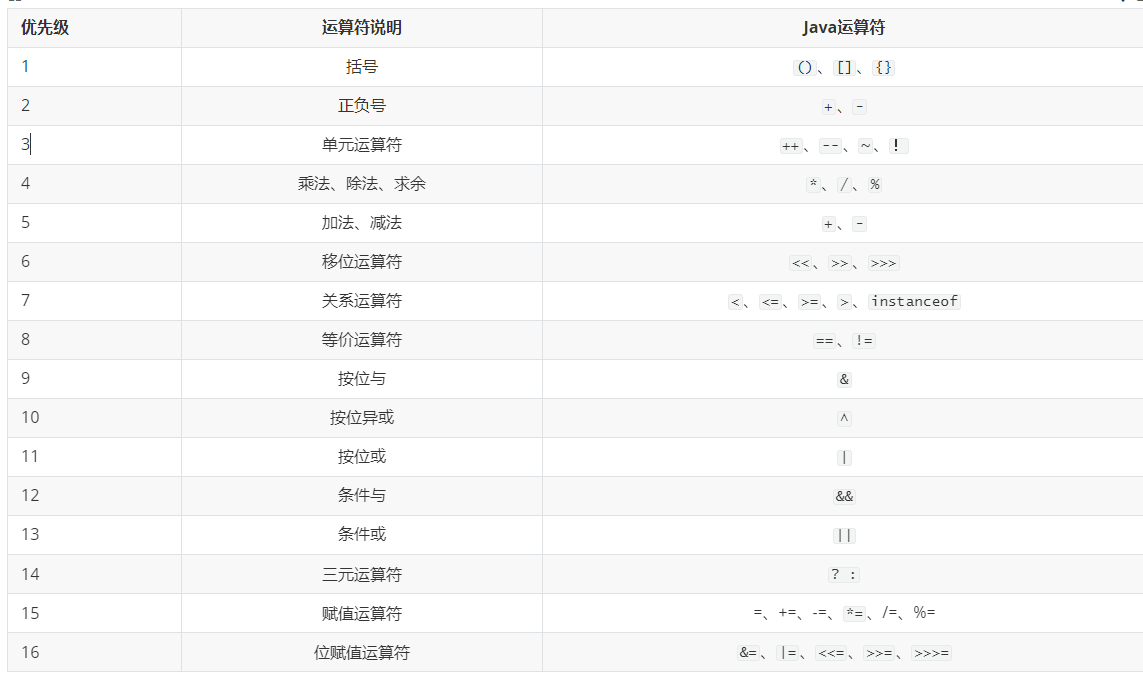 优先级 运算符说明 Java运算符
1 括号 ()、[]、{}
2 正负号 +、-
3 单元运算符 ++、--、~、！
4 乘法、除法、求余 *、/、%
5 加法、减法 +、-
6 移位运算符 <<、>>、>>>
7 关系运算符 <、<=、>=、>、instanceof
8 等价运算符 ==、!=
9 按位与 &
10 按位异或 ^
11 按位或 |
12 条件与 &&
13 条件或 ||
14 三元运算符 ? :
15 赋值运算符 =、+=、-=、*=、/=、%=
16 位赋值运算符 &=、|=、<<=、>>=、>>>=